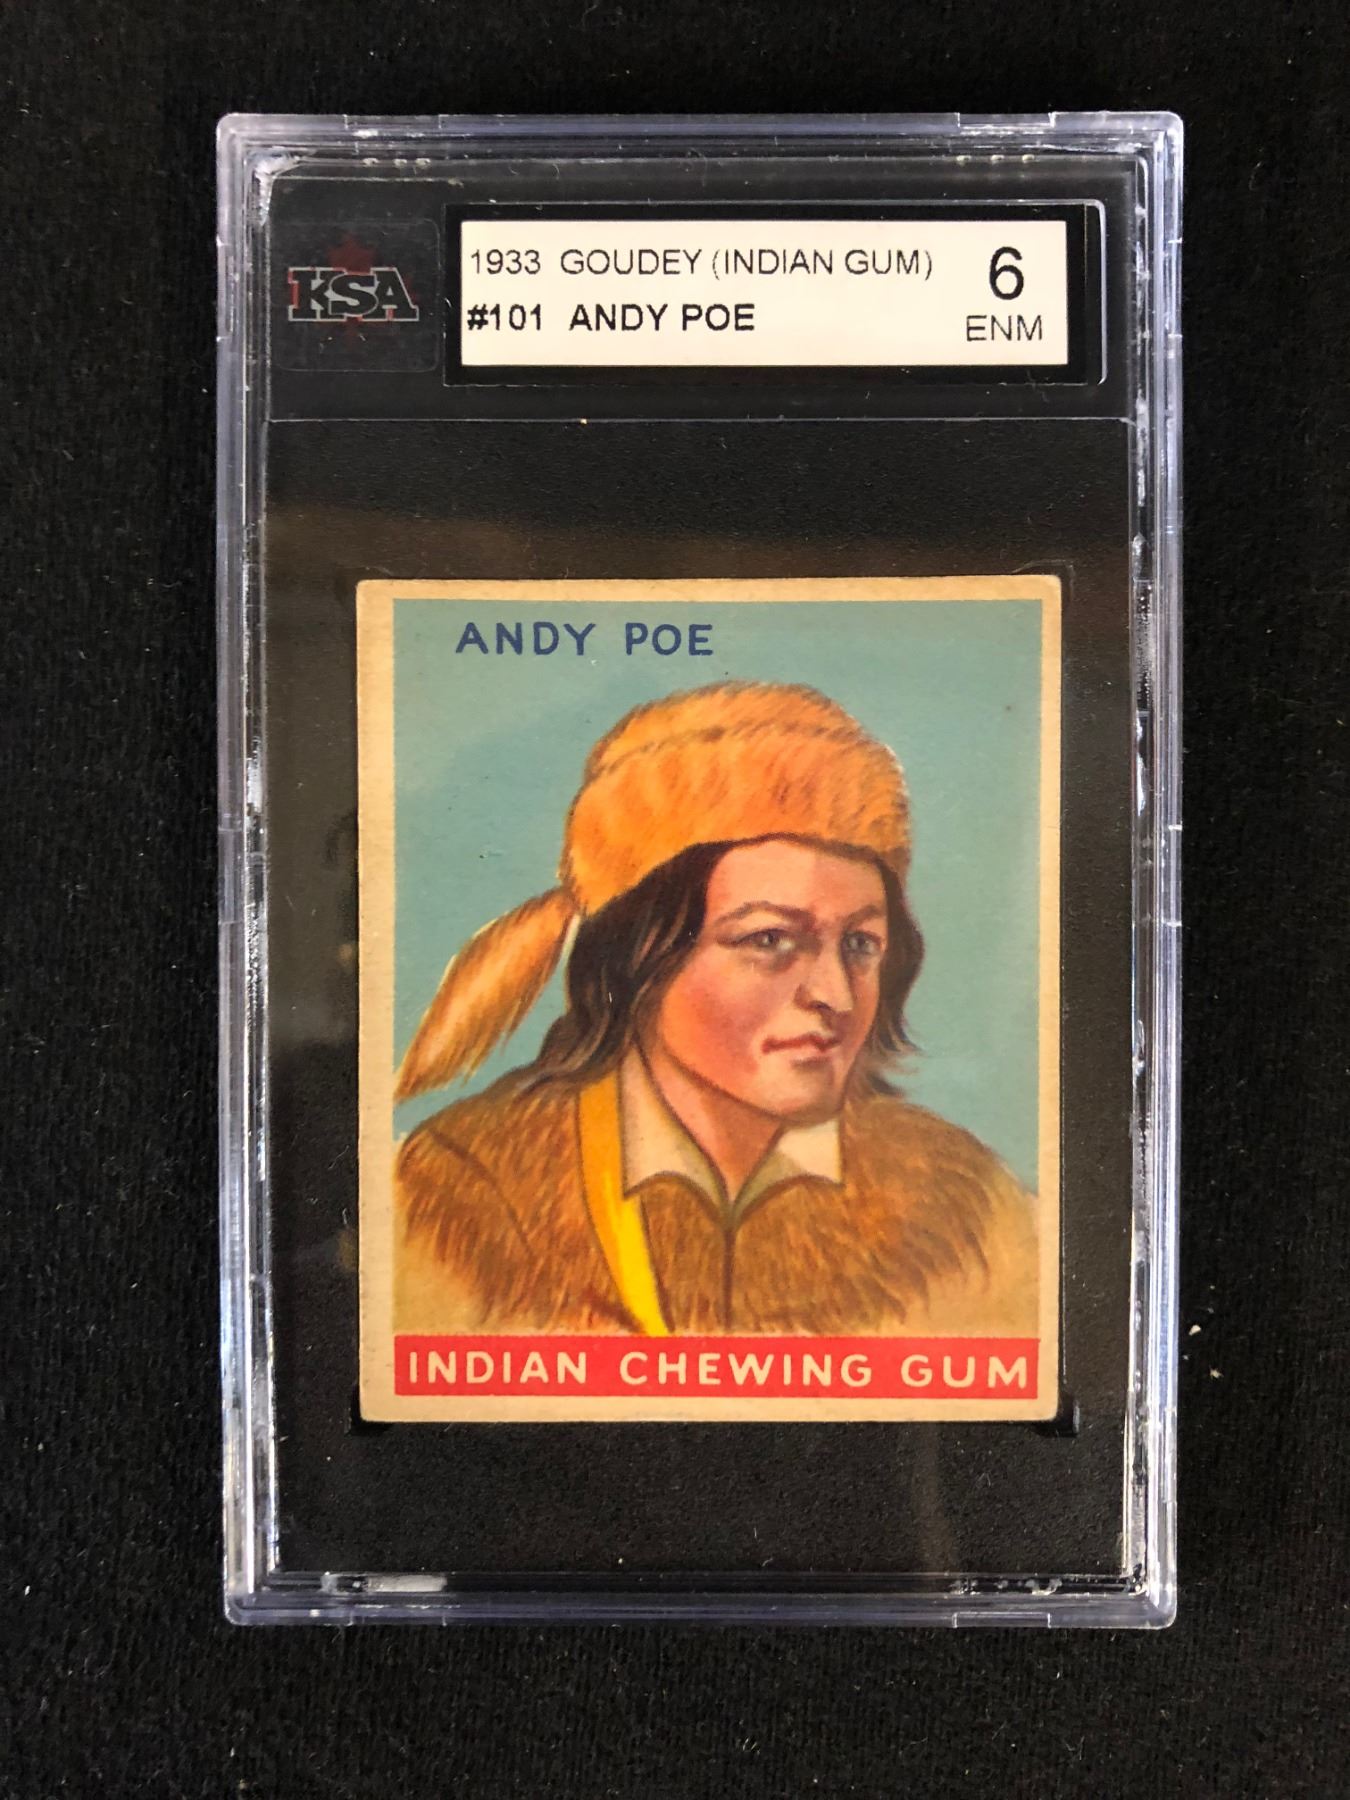 KSA
1933 GOUDEY (INDIAN GUM)
#101 ANDY POE
6
ENM
ANDY POE
INDIAN CHEWING GUM